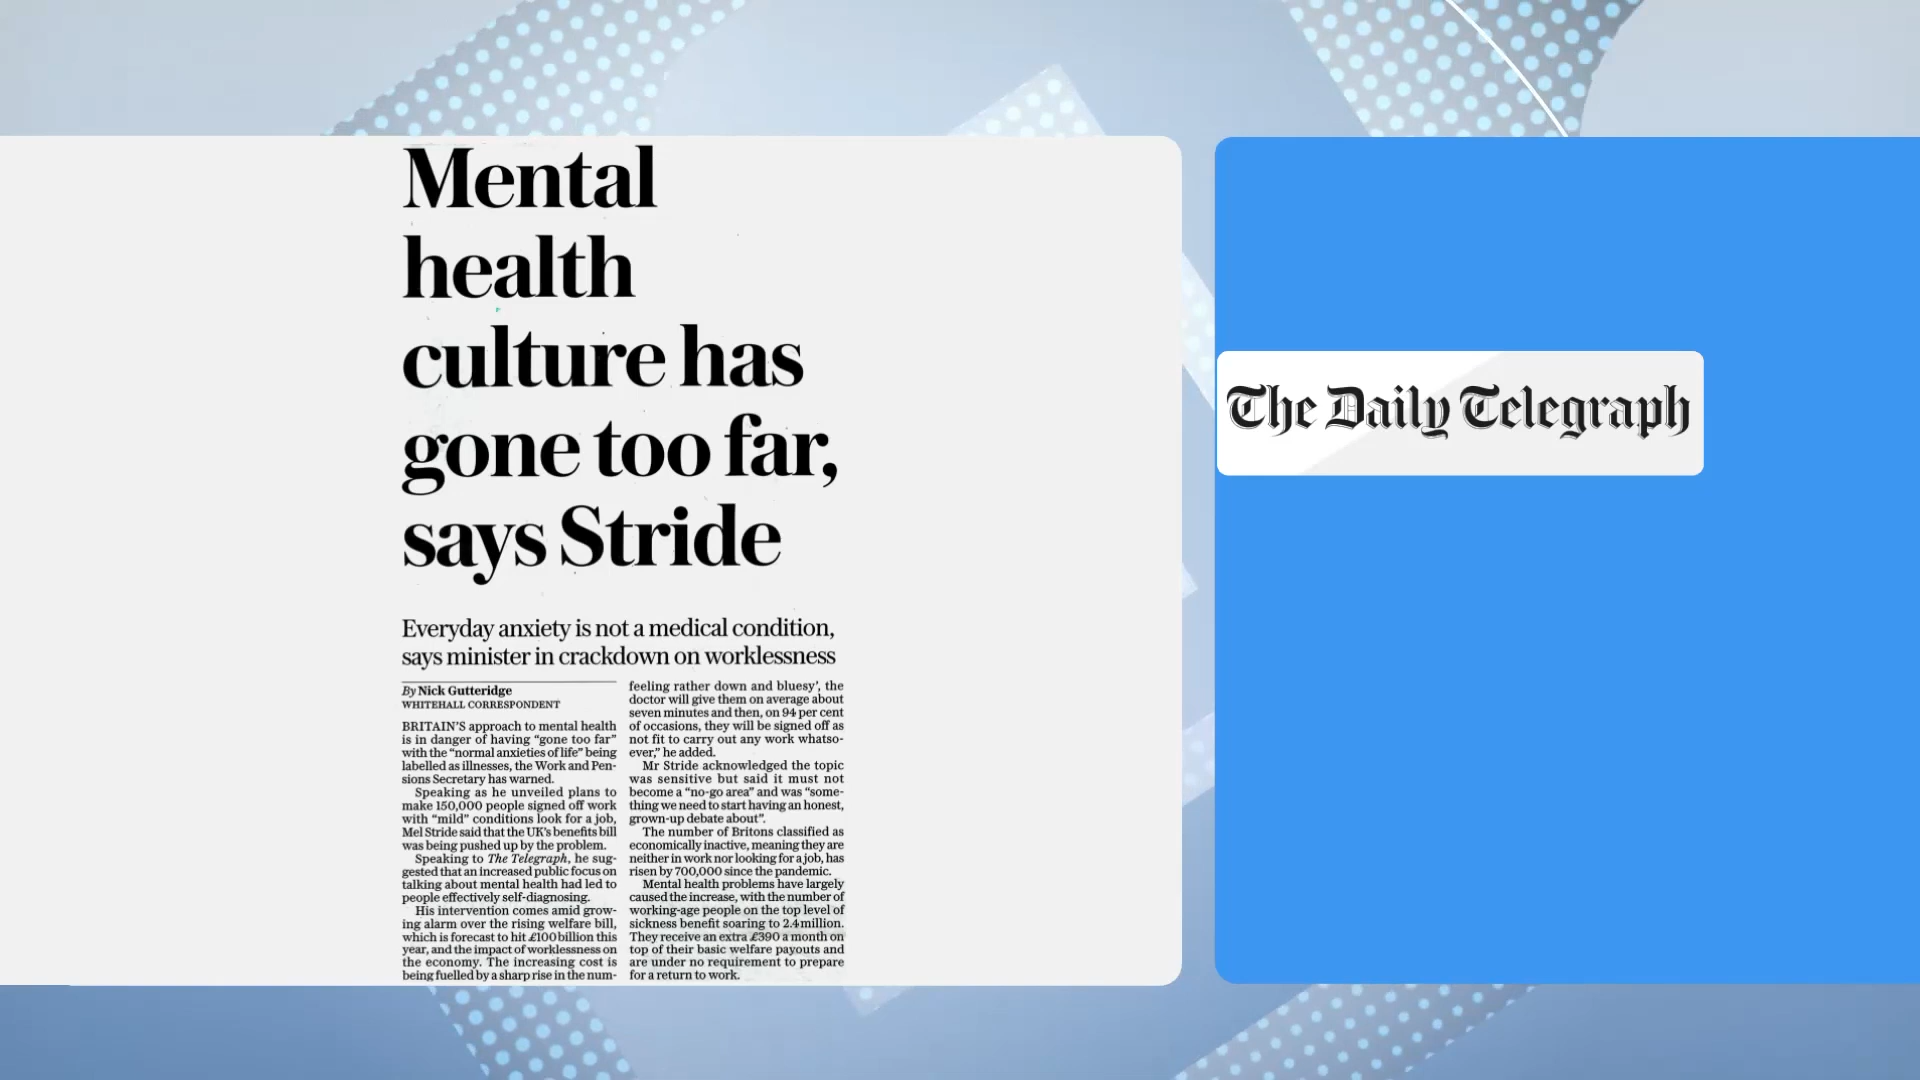 Mental
health
culture has
gone too far,
says Stride
Everyday anxiety is not a medical condition,
says minister in crackdown on worklessness
By Nick Gutteridge
WHITEHALL CORRESPONDENT
BRITAIN'S approach to mental health
is in danger of having “gone too far”
with the “normal anxieties of life” being
labelled as illnesses, the Work and Pen-
sions Secretary has warned.
Speaking as he unveiled plans to
make 150,000 people signed off work
with “mild” conditions look for a job,
Mel Stride said that the UK's benefits bill
was being pushed up by the problem.
Speaking to The Telegraph, he sug-
gested that an increased public focus on
talking about mental health had led to
people effectively self-diagnosing.
His intervention comes amid grow-
ing alarm over the rising welfare bill,
which is forecast to hit £100billion this
year, and the impact of worklessness on
the economy. The increasing cost is
being fuelled by a sharp rise in the num-
feeling rather down and bluesy’, the
doctor will give them on average about
seven minutes and then, on 94 per cent
of occasions, they will be signed off as
not fit to carry out any work whatso-
ever,” he added.
Mr Stride acknowledged the topic
was sensitive but said it must not
become a “no-go area” and was “some-
thing we need to start having an honest,
grown-up debate about”.
The number of Britons classified as
economically inactive, meaning they are
neither in work nor looking for a job, has
risen by 700,000 since the pandemic.
Mental health problems have largely
caused the increase, with the number of
working-age people on the top level of
sickness benefit soaring to 2.4million.
They receive an extra £390 a month on
top of their basic welfare payouts and
are under no requirement to prepare
for a return to work.
The Daily Telegraph